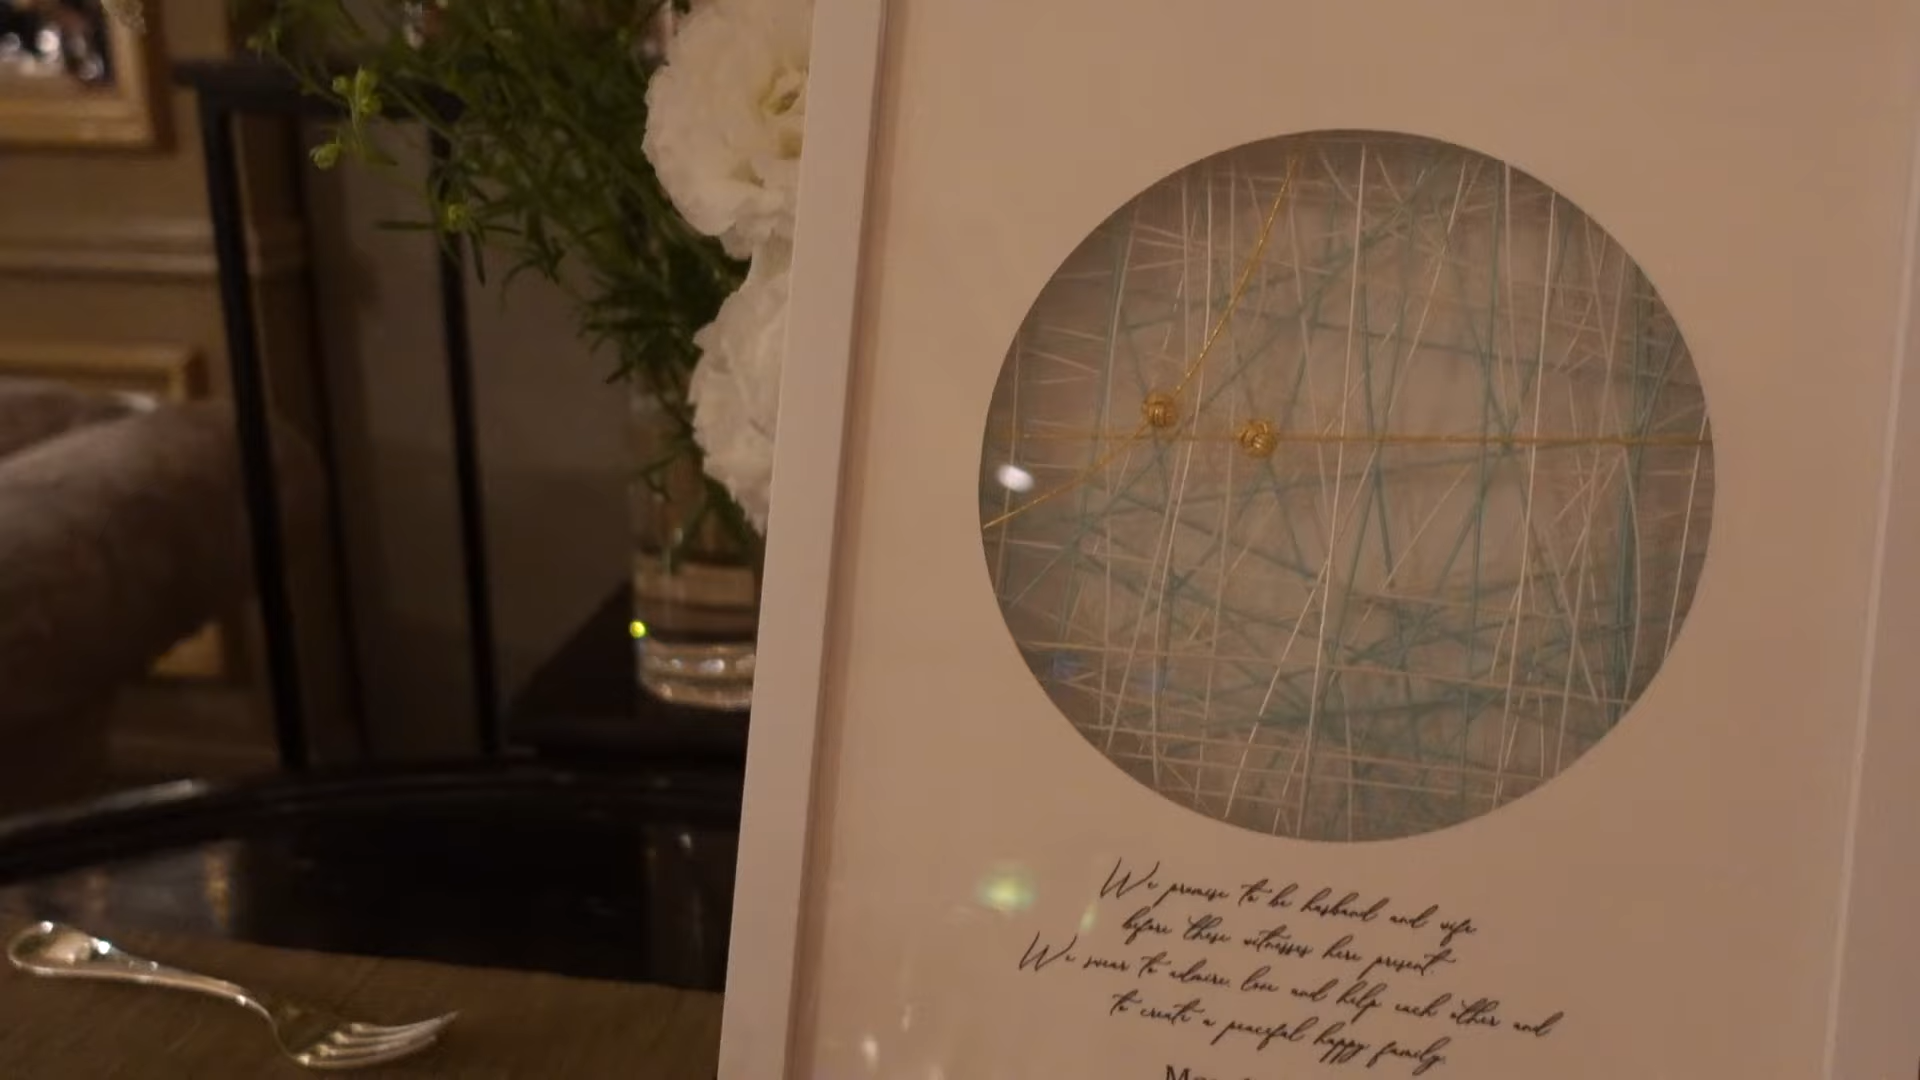 We promise to be husband and wife
before these witnesses here present.
We swear to admire, love and help each other and
to create a peaceful happy family.